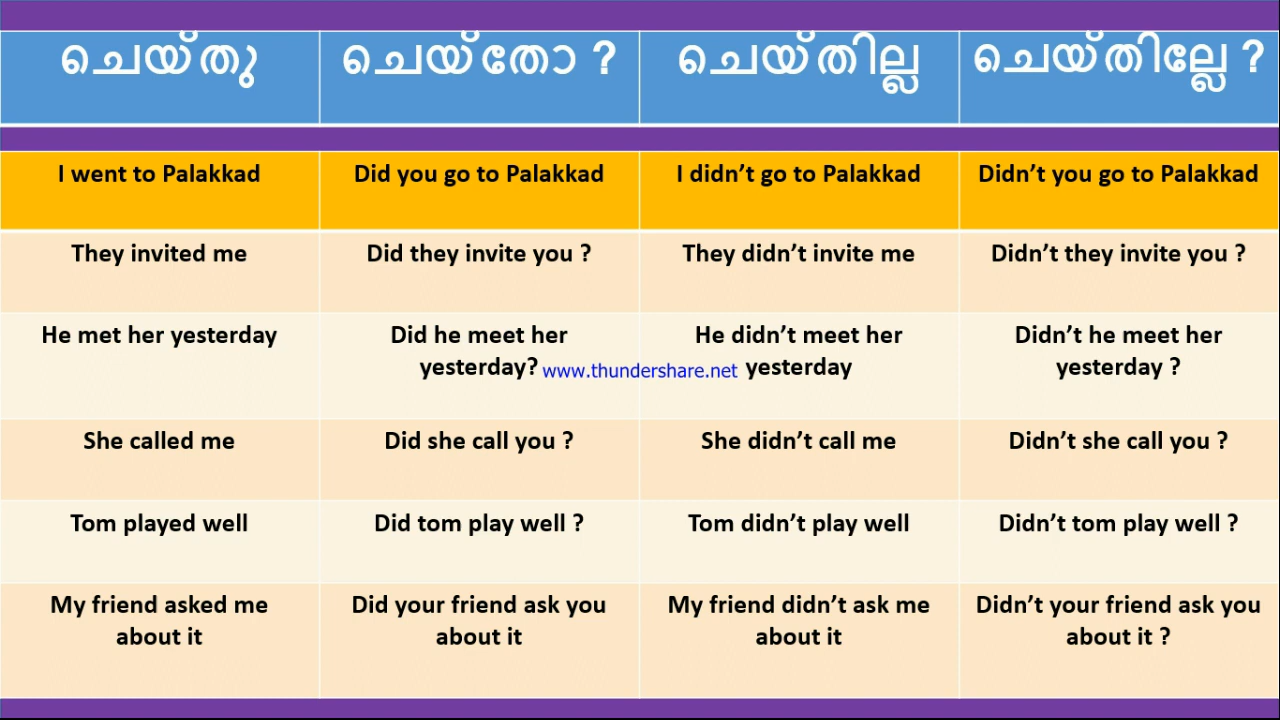 ചെയ്തു
ചെയ്തോ ?
ചെയ്തില്ല
ചെയ്തില്ലേ ?
I went to Palakkad
Did you go to Palakkad
I didn’t go to Palakkad
Didn’t you go to Palakkad
They invited me
Did they invite you ?
They didn’t invite me
Didn’t they invite you ?
He met her yesterday
Did he meet her
yesterday?
He didn’t meet her
yesterday
Didn’t he meet her
yesterday ?
www.thundershare.net
She called me
Did she call you ?
She didn’t call me
Didn’t she call you ?
Tom played well
Did tom play well ?
Tom didn’t play well
Didn’t tom play well ?
My friend asked me
about it
Did your friend ask you
about it
My friend didn’t ask me
about it
Didn’t your friend ask you
about it ?